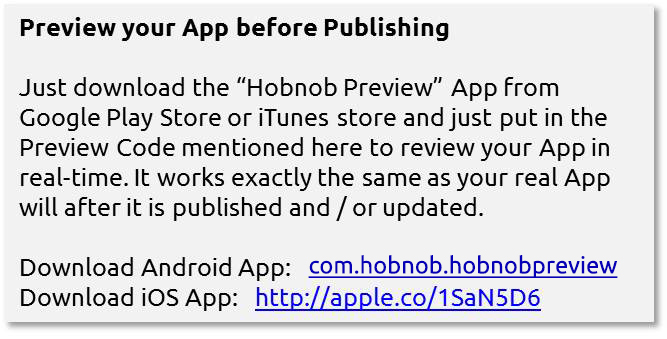 Preview your App before Publishing
Just download the “Hobnob Preview” App from
Google Play Store or iTunes store and just put in the
Preview Code mentioned here to review your App in
real-time. It works exactly the same as your real App
will after it is published and / or updated.
Download Android App: com.hobnob.hobnobpreview
Download iOS App: http://apple.co/1SaN5D6